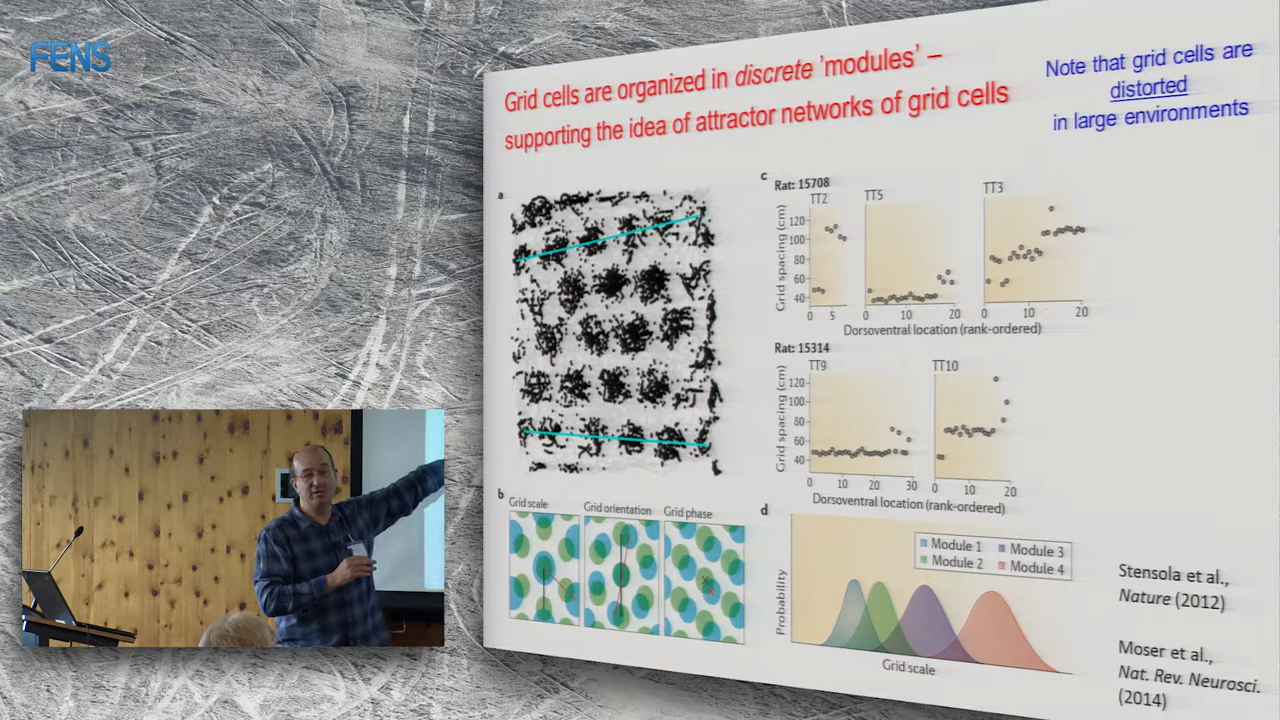 FENS
Grid cells are organized in discrete 'modules' –
supporting the idea of attractor networks of grid cells
Note that grid cells are
distorted
in large environments
a
c
Rat: 15708
TT2
TT5
TT3
Grid spacing (cm)
120
100
80
60
40
0 5
0 10 20
0 10 20
Dorsoventral location (rank-ordered)
Rat: 15314
TT9
TT10
Grid spacing (cm)
120
100
80
60
40
0 10 20 30
0 10 20
Dorsoventral location (rank-ordered)
b
Grid scale
Grid orientation
Grid phase
d
Probability
Module 1
Module 3
Module 2
Module 4
Grid scale
Stensola et al.,
Nature (2012)
Moser et al.,
Nat. Rev. Neurosci.
(2014)